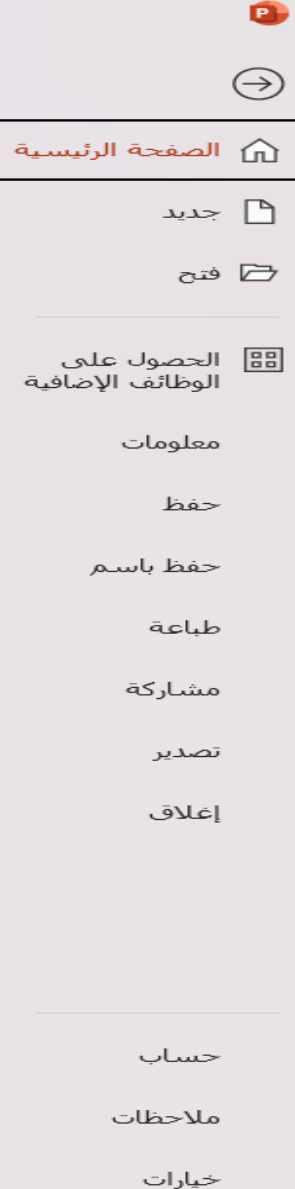 P
الصفحة الرئيسية
جديد
فتح
الحصول على
الوظائف الإضافية
معلومات
حفظ
حفظ باسم
طباعة
مشاركة
تصدير
إغلاق
حساب
ملاحظات
خيارات